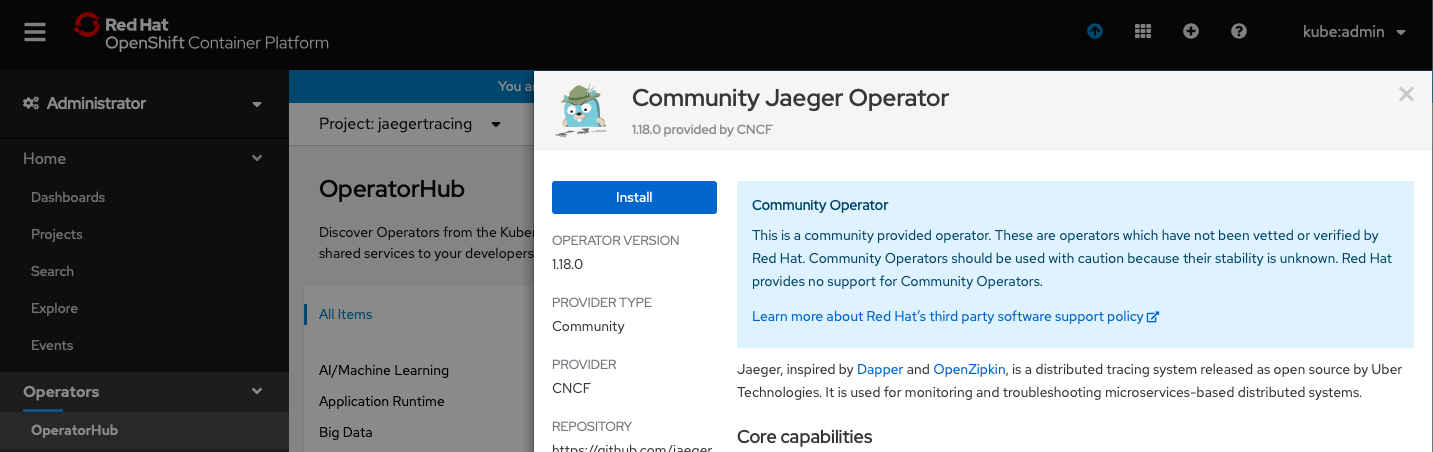 Red Hat
OpenShift Container Platform
kube:admin
Administrator
Home
Dashboards
Projects
Search
Explore
Events
Operators
OperatorHub
You
Project: jaegertracing
OperatorHub
Discover Operators from the
shared services to your developers
All Items
AI/Machine Learning
Application Runtime
Big Data
Community Jaeger Operator
1.18.0 provided by CNCF
Install
OPERATOR VERSION
1.18.0
PROVIDER TYPE
Community
PROVIDER
CNCF
REPOSITORY
https://github.com/jaeger
Community Operator
This is a community provided operator. These are operators which have not been vetted or verified by
Red Hat. Community Operators should be used with caution because their stability is unknown. Red Hat
provides no support for Community Operators.
Learn more about Red Hat's third party software support policy
Jaeger, inspired by Dapper and OpenZipkin, is a distributed tracing system released as open source by Uber
Technologies. It is used for monitoring and troubleshooting microservices-based distributed systems.
Core capabilities